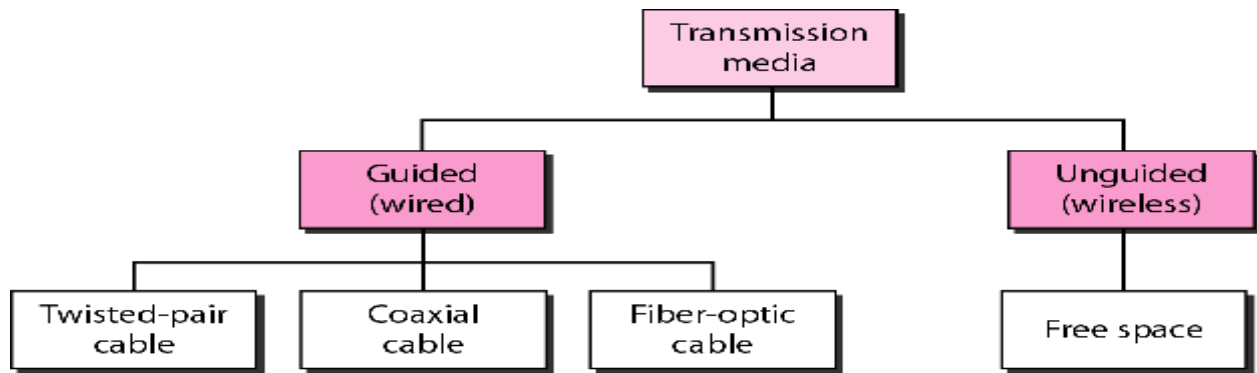 Transmission
media
Guided
(wired)
Unguided
(wireless)
Twisted-pair
cable
Coaxial
cable
Fiber-optic
cable
Free space